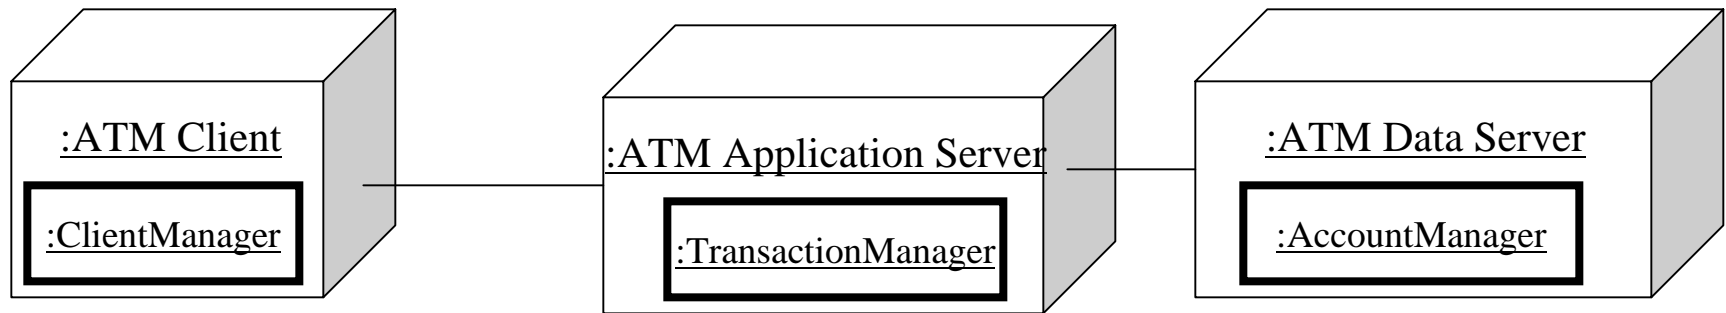 :ATM Client
:ClientManager
:ATM Application Server
:TransactionManager
:ATM Data Server
:AccountManager